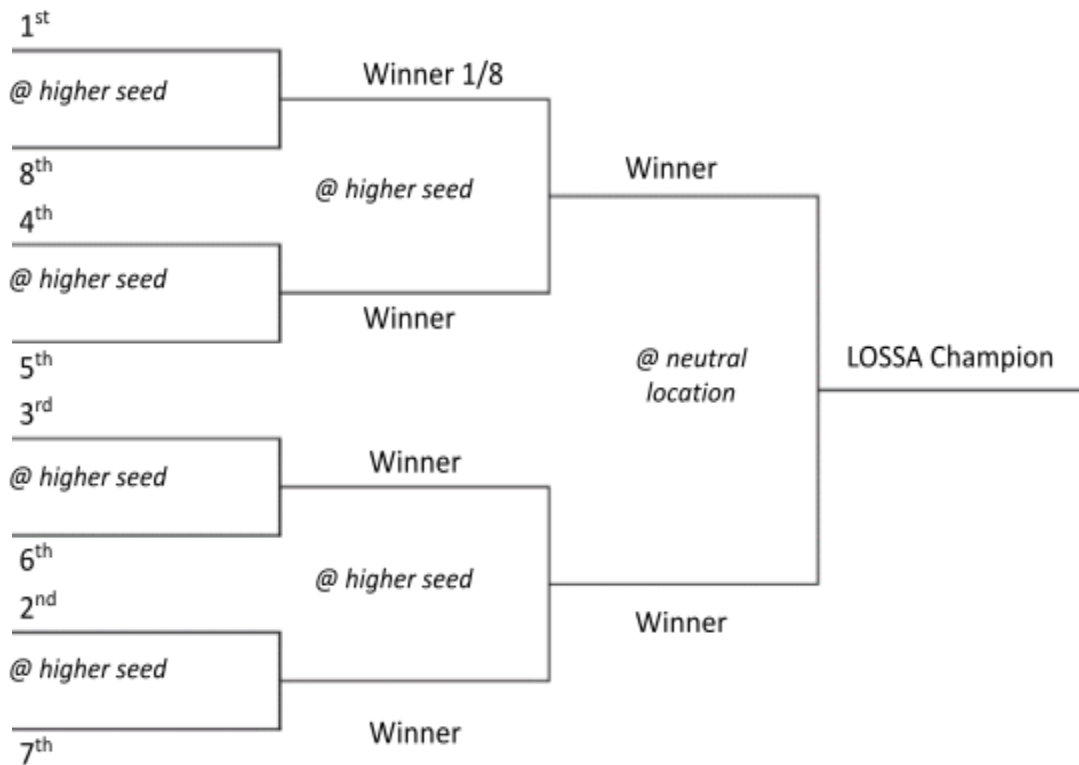 1st
@ higher seed
Winner 1/8
8th
@ higher seed
Winner
4th
@ higher seed
Winner
5th
@ neutral
location
LOSSA Champion
3rd
Winner
@ higher seed
6th
@ higher seed
2nd
Winner
@ higher seed
Winner
7th